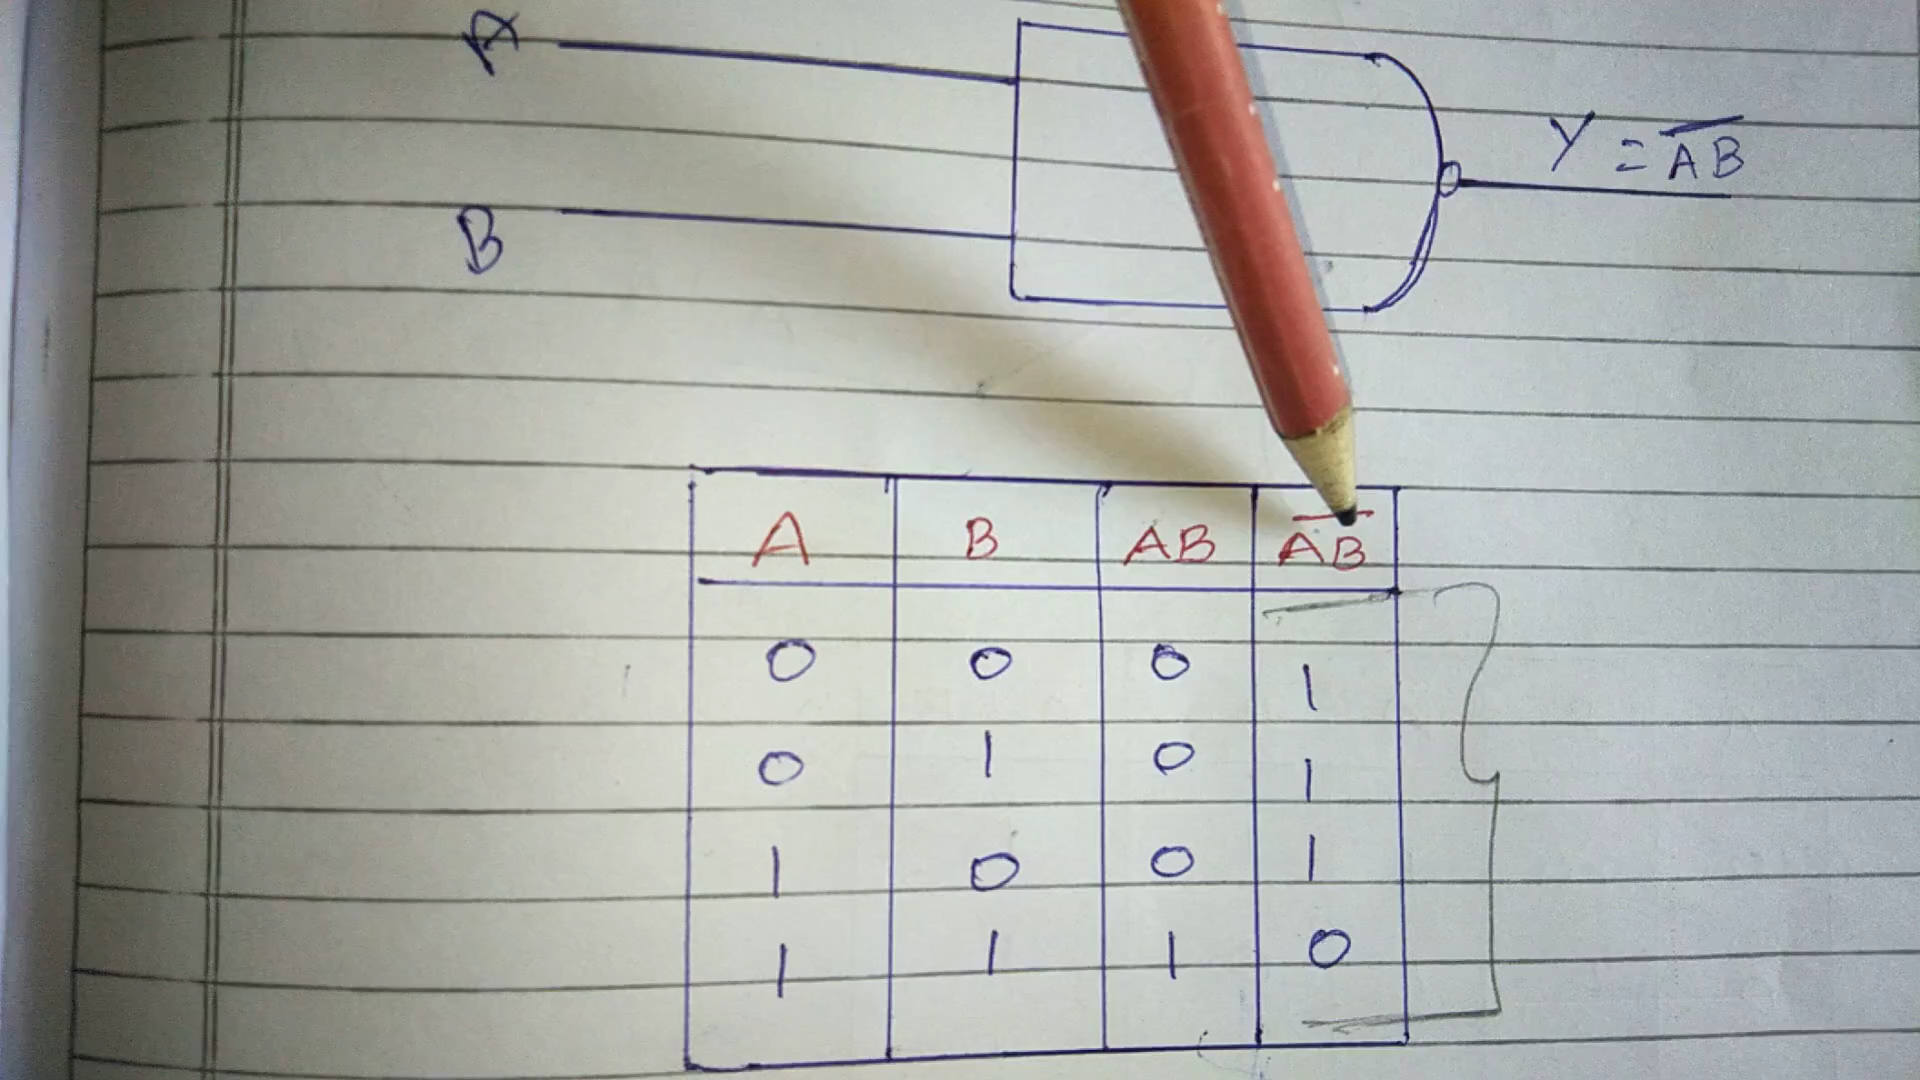 A
Y = A̅B̅
B
A B AB A̅B̅
0 0 0 1
0 1 0 1
1 0 0 1
1 1 1 0